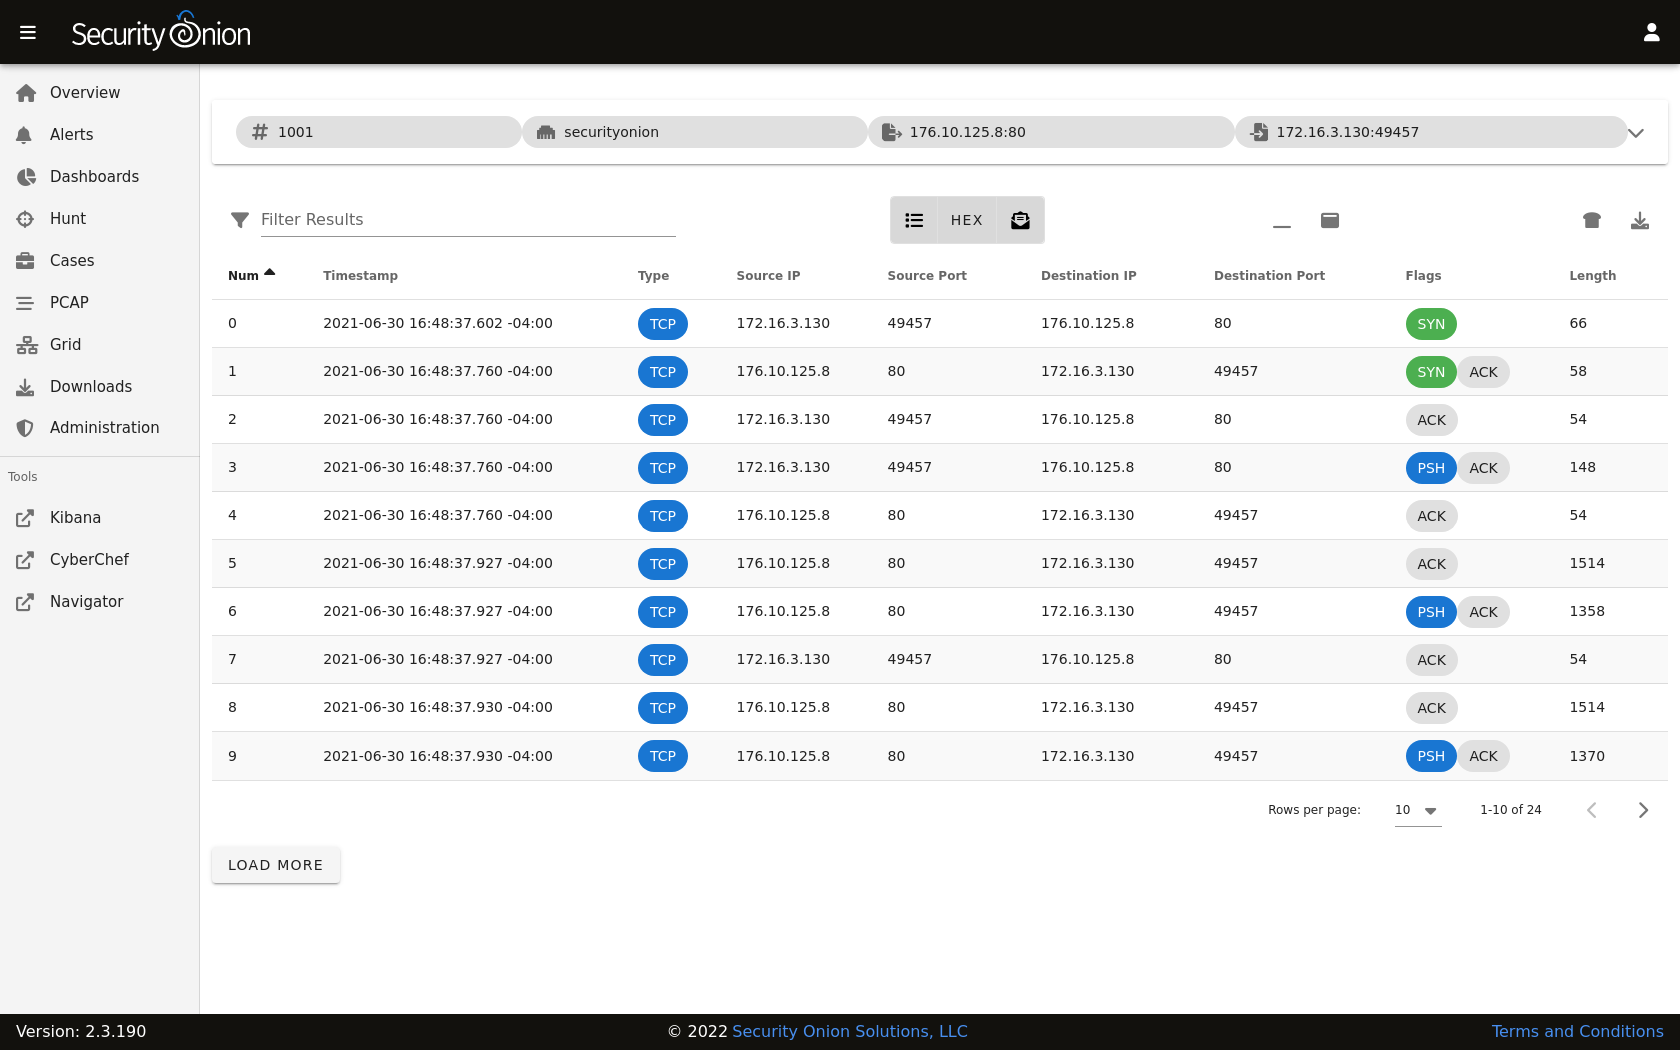 Security Onion
Overview
Alerts
Dashboards
Hunt
Cases
PCAP
Grid
Downloads
Administration
Tools
Kibana
CyberChef
Navigator
1001 securityonion 176.10.125.8:80 172.16.3.130:49457
Filter Results HEX
Num Timestamp Type Source IP Source Port Destination IP Destination Port Flags Length
0 2021-06-30 16:48:37.602 -04:00 TCP 172.16.3.130 49457 176.10.125.8 80 SYN 66
1 2021-06-30 16:48:37.760 -04:00 TCP 176.10.125.8 80 172.16.3.130 49457 SYN ACK 58
2 2021-06-30 16:48:37.760 -04:00 TCP 172.16.3.130 49457 176.10.125.8 80 ACK 54
3 2021-06-30 16:48:37.760 -04:00 TCP 172.16.3.130 49457 176.10.125.8 80 PSH ACK 148
4 2021-06-30 16:48:37.760 -04:00 TCP 176.10.125.8 80 172.16.3.130 49457 ACK 54
5 2021-06-30 16:48:37.927 -04:00 TCP 176.10.125.8 80 172.16.3.130 49457 ACK 1514
6 2021-06-30 16:48:37.927 -04:00 TCP 176.10.125.8 80 172.16.3.130 49457 PSH ACK 1358
7 2021-06-30 16:48:37.927 -04:00 TCP 172.16.3.130 49457 176.10.125.8 80 ACK 54
8 2021-06-30 16:48:37.930 -04:00 TCP 176.10.125.8 80 172.16.3.130 49457 ACK 1514
9 2021-06-30 16:48:37.930 -04:00 TCP 176.10.125.8 80 172.16.3.130 49457 PSH ACK 1370
Rows per page: 10 1-10 of 24
LOAD MORE
Version: 2.3.190 © 2022 Security Onion Solutions, LLC Terms and Conditions